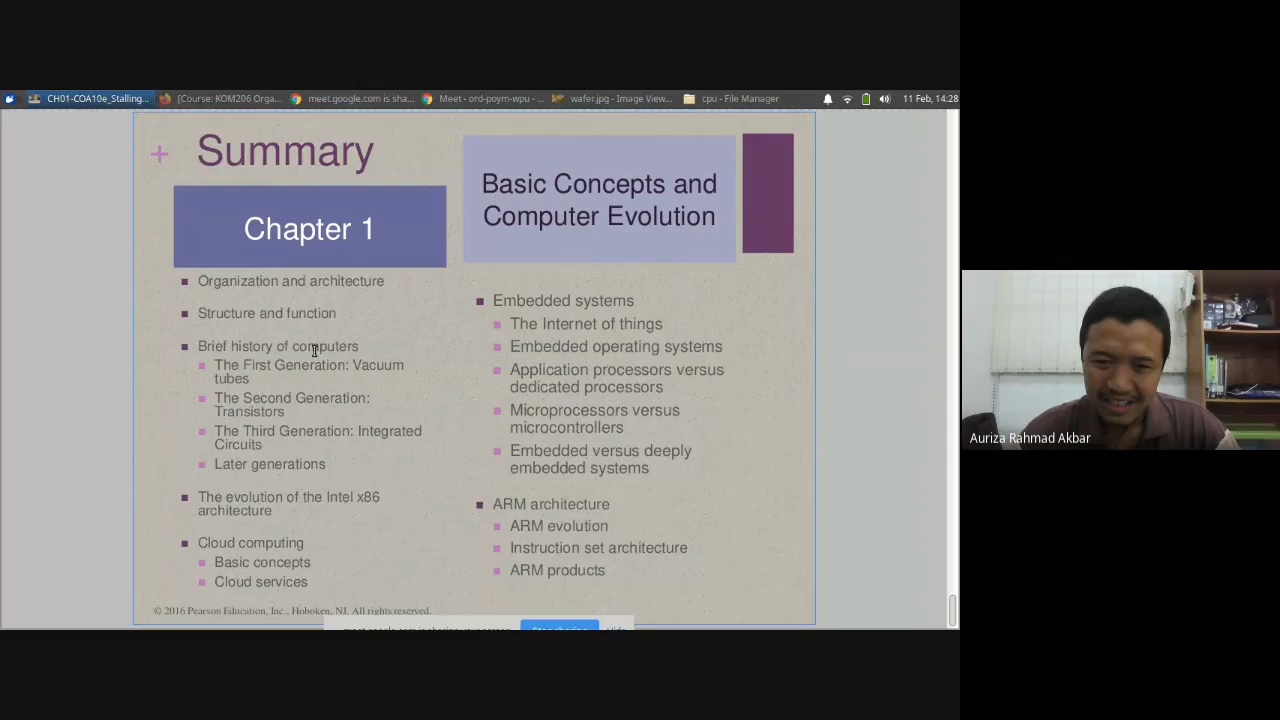 CH01-COA10e_Stalling...
[Course: KOM206 Orga...
meet.google.com is sha...
Meet - ord-poym-wpu - ...
wafer.jpg - Image View...
cpu - File Manager
11 Feb, 14:28
+ Summary
Chapter 1
Organization and architecture
Structure and function
Brief history of computers
The First Generation: Vacuum
tubes
The Second Generation:
Transistors
The Third Generation: Integrated
Circuits
Later generations
The evolution of the Intel x86
architecture
Cloud computing
Basic concepts
Cloud services
Basic Concepts and
Computer Evolution
Embedded systems
The Internet of things
Embedded operating systems
Application processors versus
dedicated processors
Microprocessors versus
microcontrollers
Embedded versus deeply
embedded systems
ARM architecture
ARM evolution
Instruction set architecture
ARM products
© 2016 Pearson Education, Inc., Hoboken, NJ. All rights reserved.
Auriza Rahmad Akbar